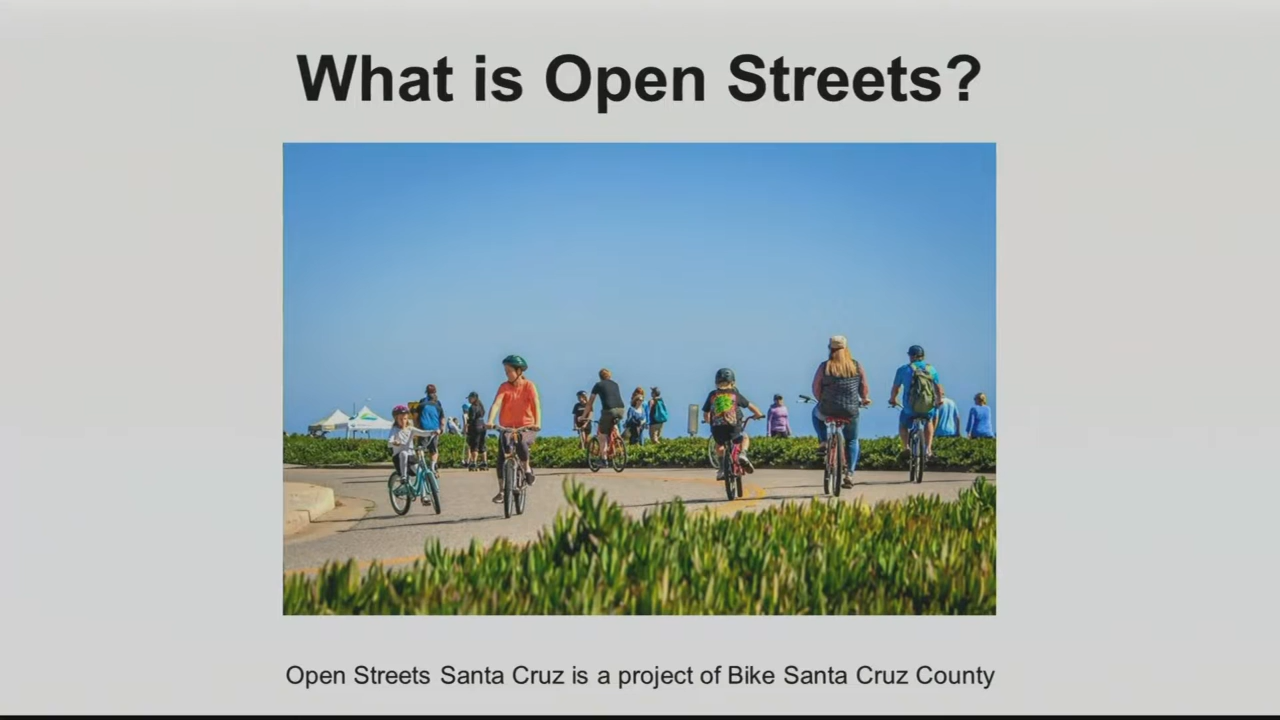 What is Open Streets?
Open Streets Santa Cruz is a project of Bike Santa Cruz County